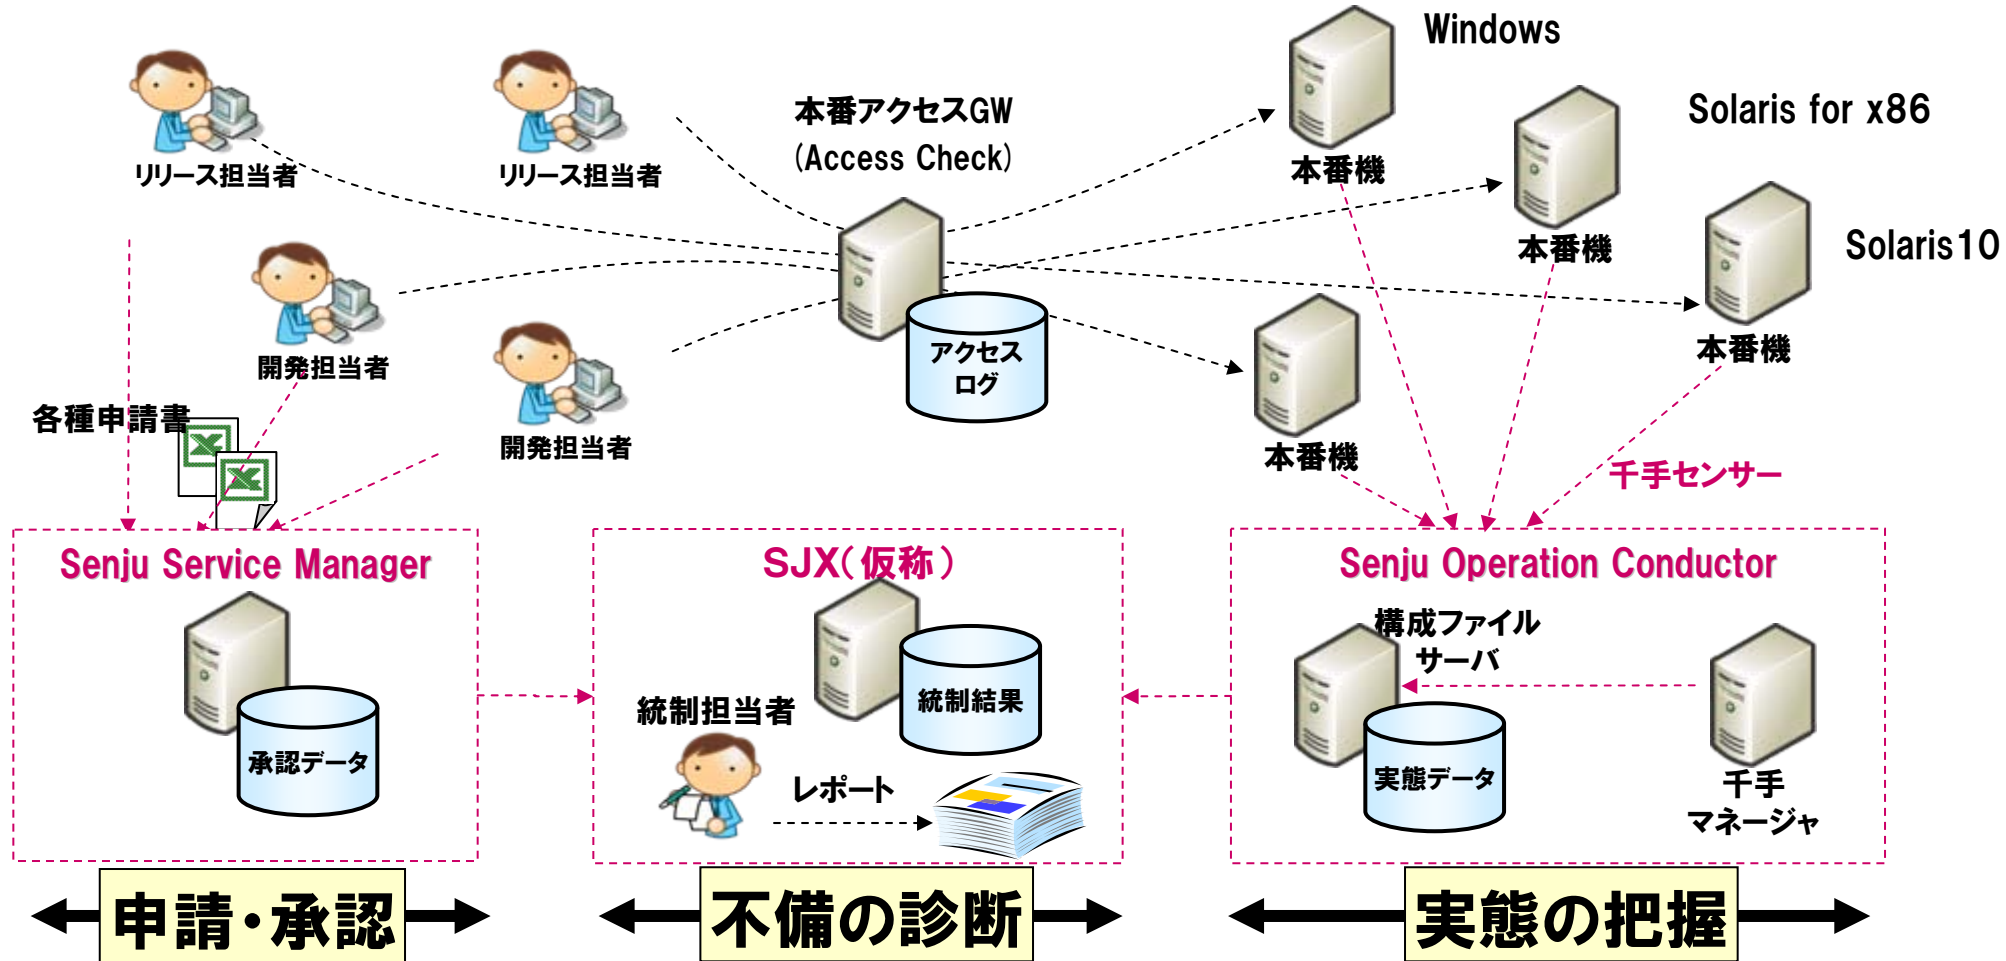 Windows
本番アクセスGW
(Access Check)
Solaris for x86
リリース担当者
リリース担当者
本番機
本番機
Solaris10
開発担当者
アクセス
ログ
本番機
各種申請書
開発担当者
本番機
千手センサー
Senju Service Manager
SJX(仮称)
Senju Operation Conductor
構成ファイル
サーバ
統制担当者
統制結果
承認データ
レポート
実態データ
千手
マネージャ
申請・承認
不備の診断
実態の把握